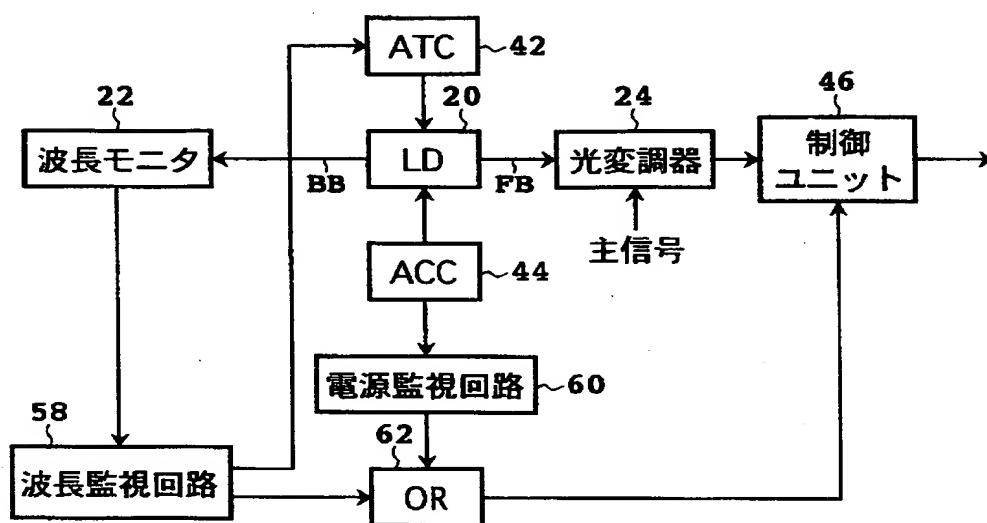 ATC
42
22
波長モニタ
20
LD
BB
FB
24
光変調器
主信号
46
制御
ユニット
ACC
44
電源監視回路
60
58
波長監視回路
62
OR